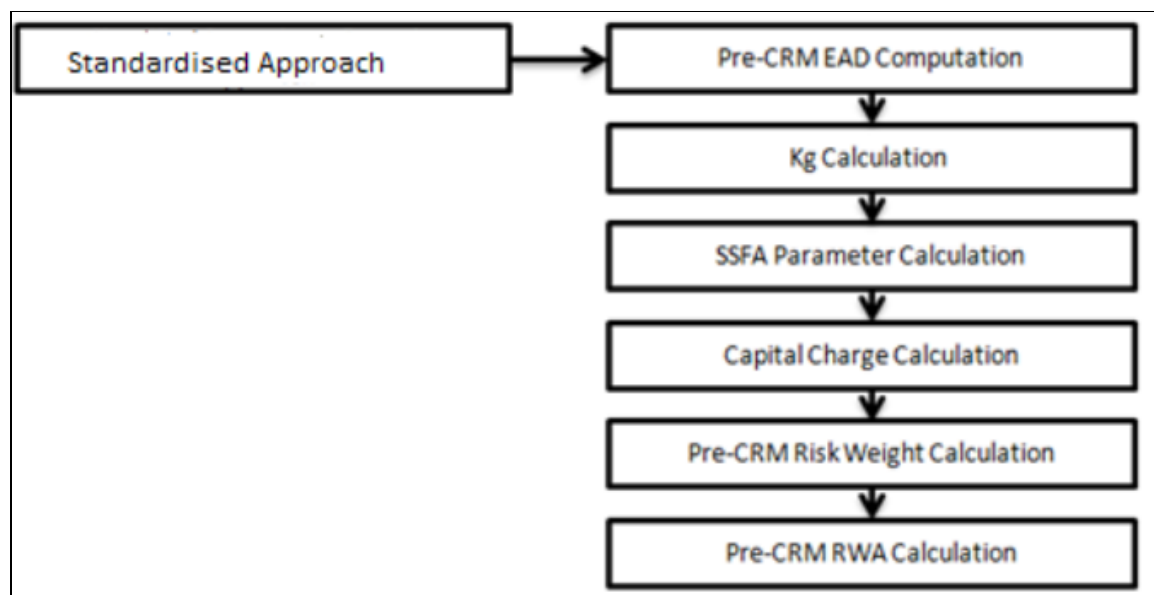 Standardised Approach
Pre-CRM EAD Computation
Kg Calculation
SSFA Parameter Calculation
Capital Charge Calculation
Pre-CRM Risk Weight Calculation
Pre-CRM RWA Calculation